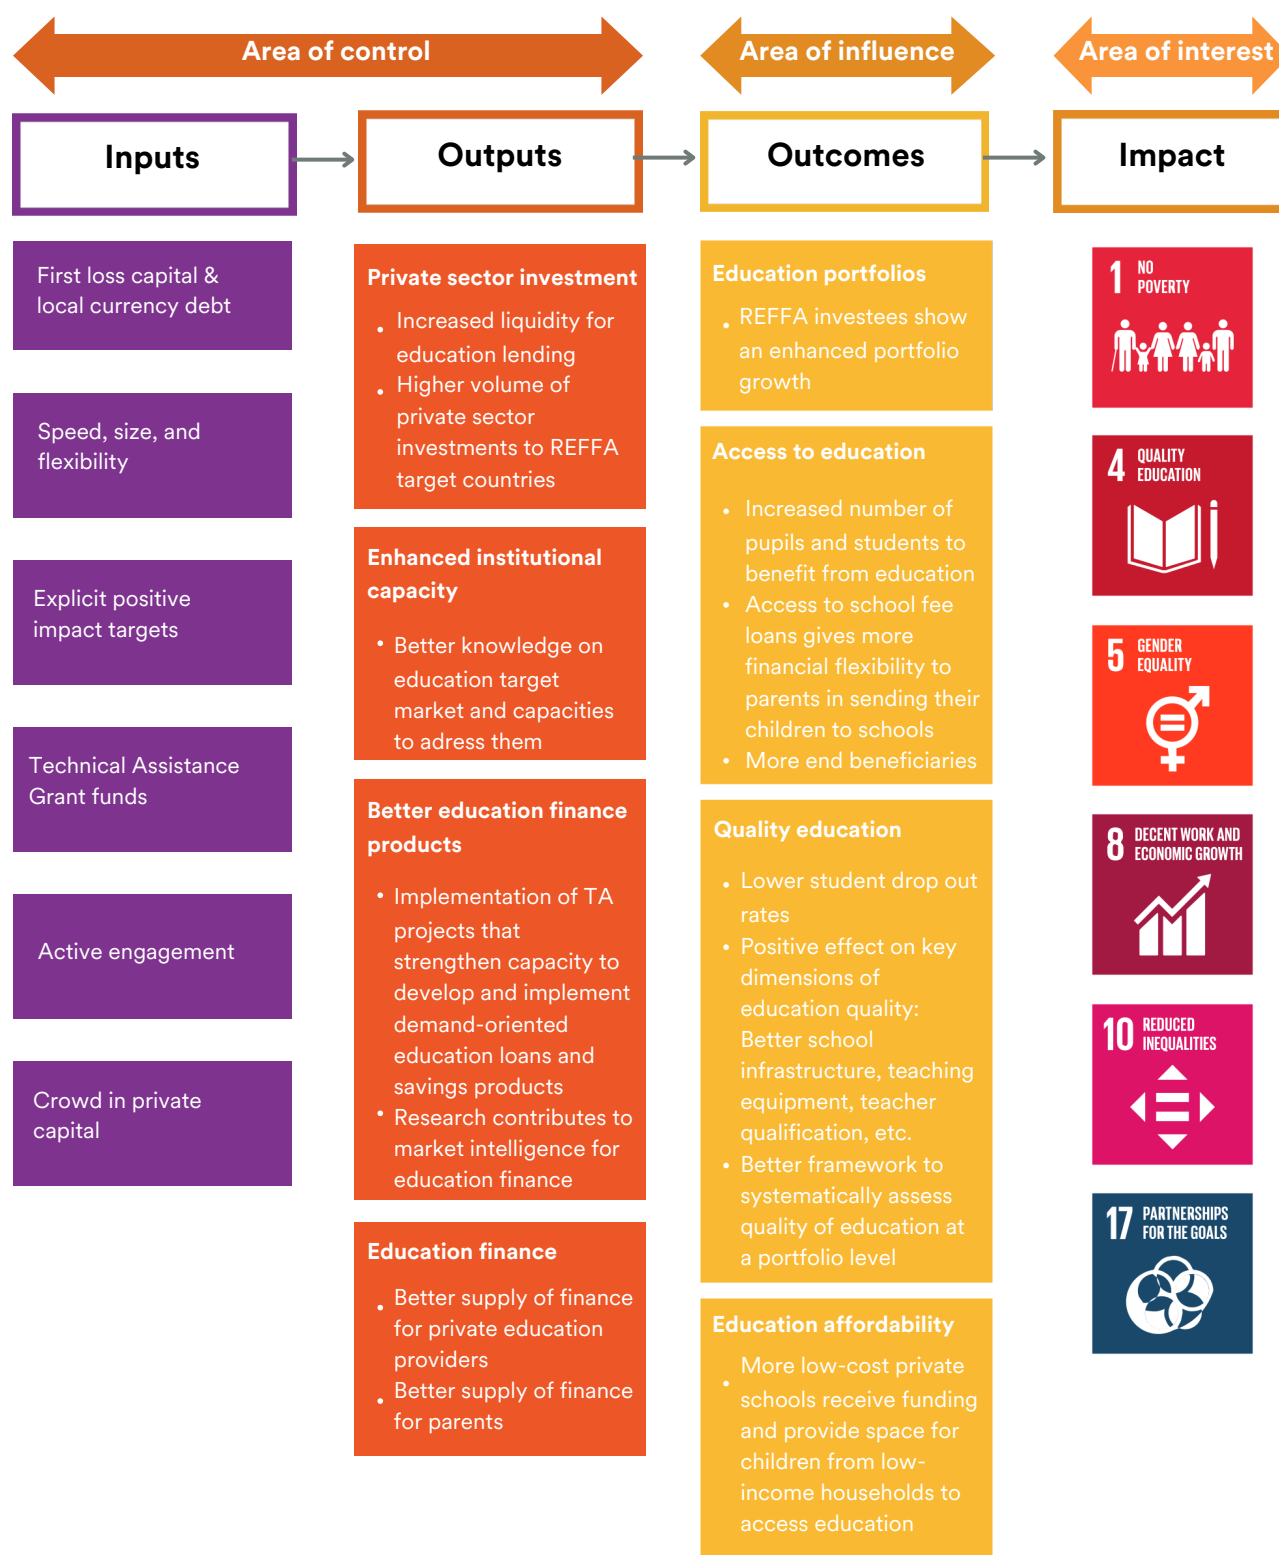 Area of control
Area of influence
Area of interest
Inputs
Outputs
Outcomes
Impact
First loss capital &
local currency debt
Speed, size, and
flexibility
Explicit positive
impact targets
Technical Assistance
Grant funds
Active engagement
Crowd in private
capital
Private sector investment
• Increased liquidity for
education lending
• Higher volume of
private sector
investments to REFFA
target countries
Enhanced institutional
capacity
• Better knowledge on
education target
market and capacities
to adress them
Better education finance
products
• Implementation of TA
projects that
strengthen capacity to
develop and implement
demand-oriented
education loans and
savings products
• Research contributes to
market intelligence for
education finance
Education finance
• Better supply of finance
for private education
providers
• Better supply of finance
for parents
Education portfolios
• REFFA investees show
an enhanced portfolio
growth
Access to education
• Increased number of
pupils and students to
benefit from education
• Access to school fee
loans gives more
financial flexibility to
parents in sending their
children to schools
• More end beneficiaries
Quality education
• Lower student drop out
rates
• Positive effect on key
dimensions of
education quality:
Better school
infrastructure, teaching
equipment, teacher
qualification, etc.
• Better framework to
systematically assess
quality of education at
a portfolio level
Education affordability
• More low-cost private
schools receive funding
and provide space for
children from low-
income households to
access education
1 NO
POVERTY
4 QUALITY
EDUCATION
5 GENDER
EQUALITY
8 DECENT WORK AND
ECONOMIC GROWTH
10 REDUCED
INEQUALITIES
17 PARTNERSHIPS
FOR THE GOALS